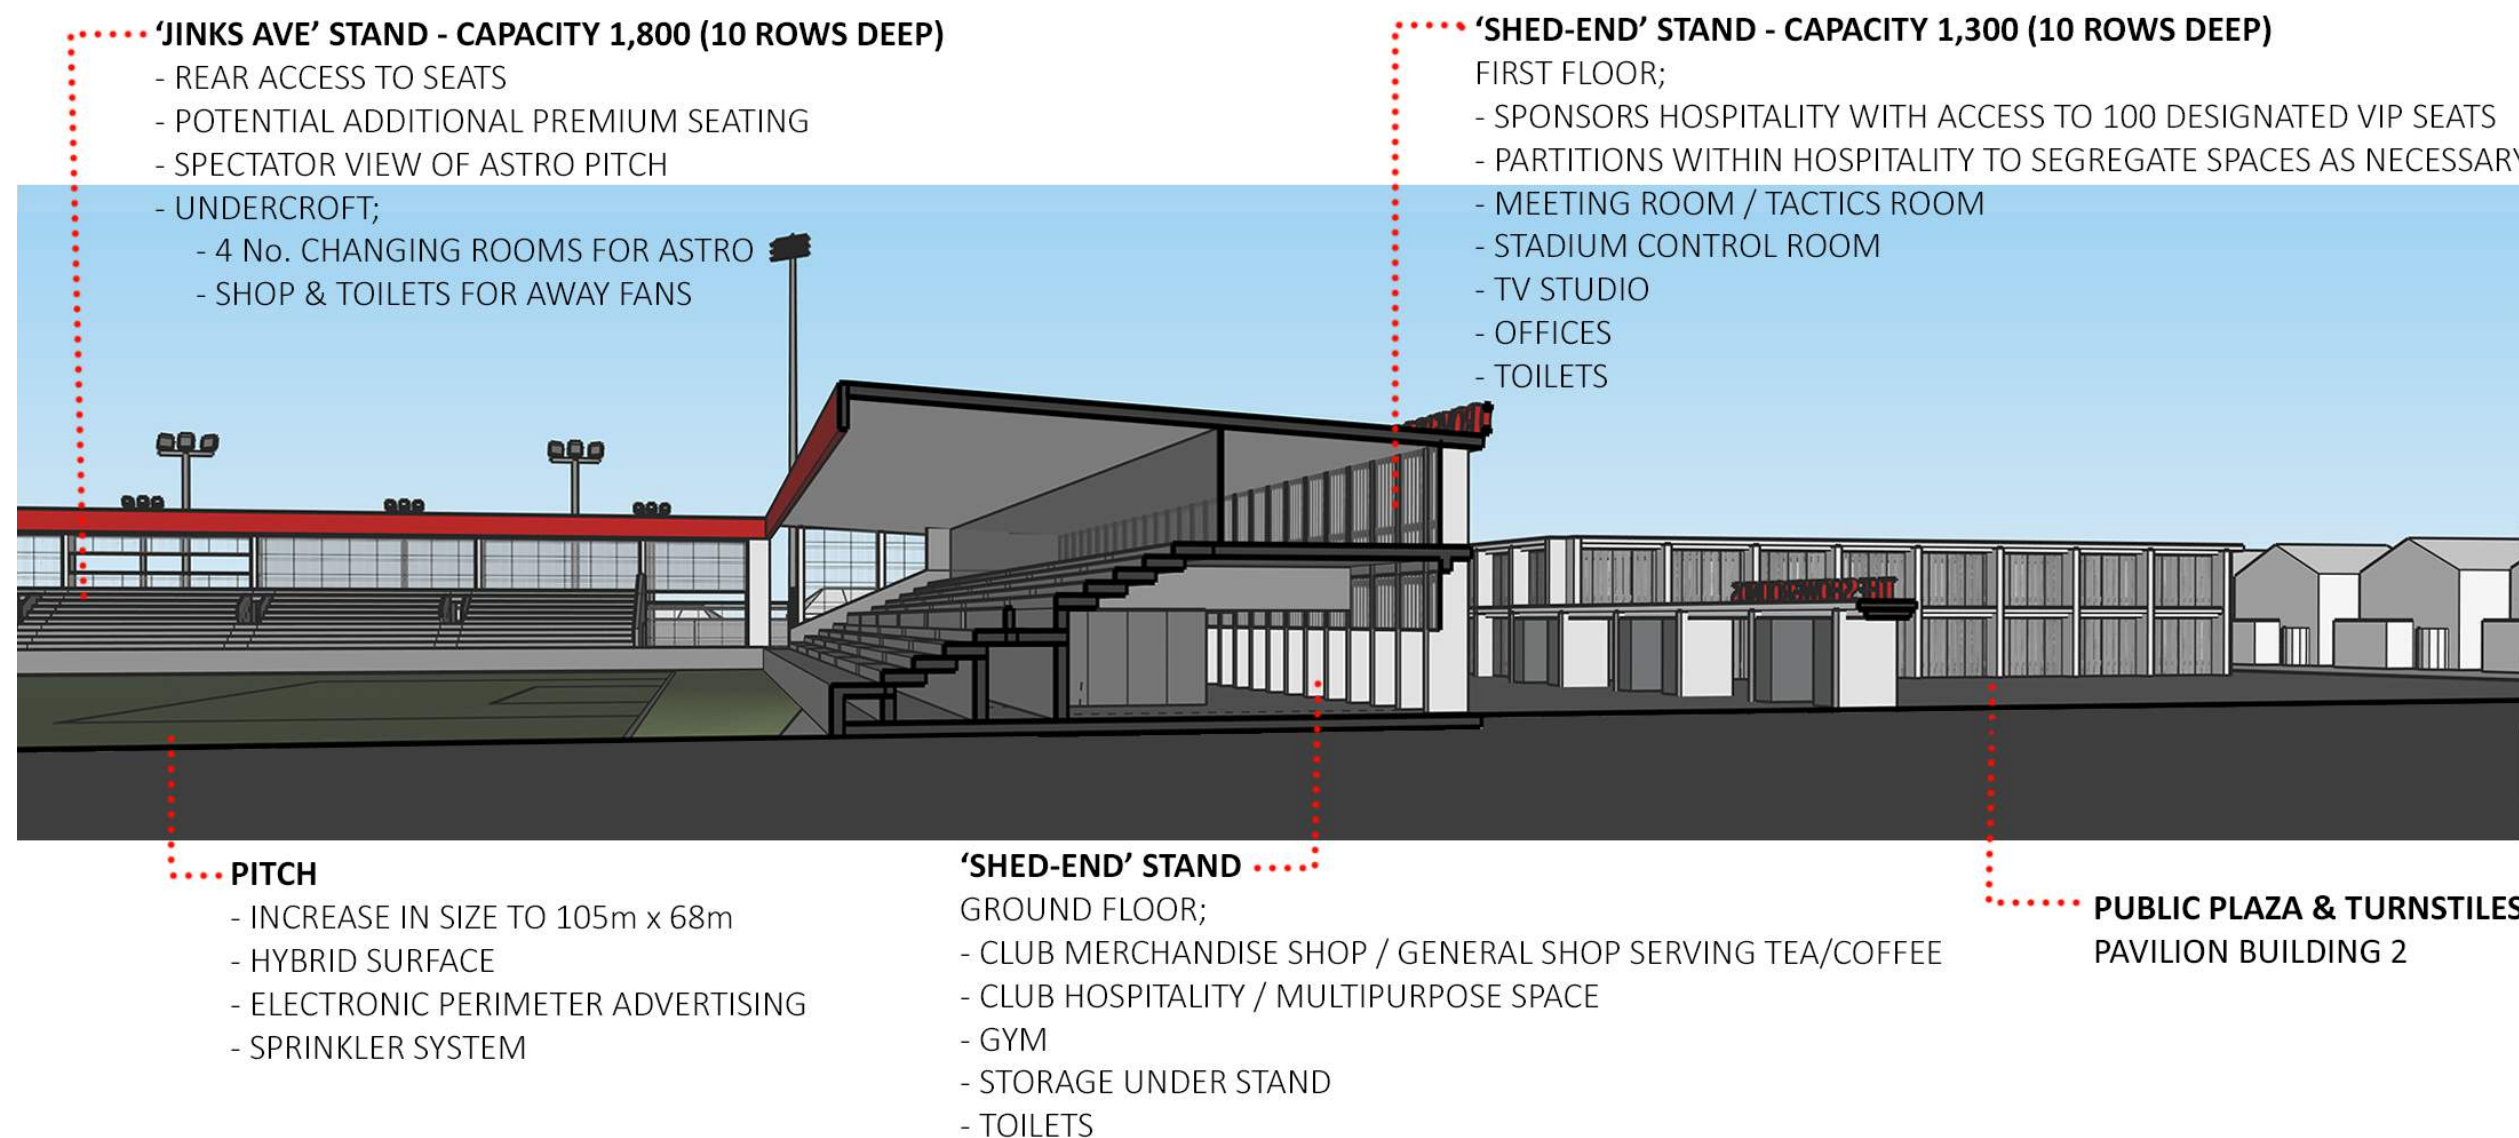 ‘JINKS AVE’ STAND - CAPACITY 1,800 (10 ROWS DEEP)
- REAR ACCESS TO SEATS
- POTENTIAL ADDITIONAL PREMIUM SEATING
- SPECTATOR VIEW OF ASTRO PITCH
- UNDERCROFT;
- 4 No. CHANGING ROOMS FOR ASTRO
- SHOP & TOILETS FOR AWAY FANS
‘SHED-END’ STAND - CAPACITY 1,300 (10 ROWS DEEP)
FIRST FLOOR;
- SPONSORS HOSPITALITY WITH ACCESS TO 100 DESIGNATED VIP SEATS
- PARTITIONS WITHIN HOSPITALITY TO SEGREGATE SPACES AS NECESSARY
- MEETING ROOM / TACTICS ROOM
- STADIUM CONTROL ROOM
- TV STUDIO
- OFFICES
- TOILETS
PITCH
- INCREASE IN SIZE TO 105m x 68m
- HYBRID SURFACE
- ELECTRONIC PERIMETER ADVERTISING
- SPRINKLER SYSTEM
‘SHED-END’ STAND
GROUND FLOOR;
- CLUB MERCHANDISE SHOP / GENERAL SHOP SERVING TEA/COFFEE
- CLUB HOSPITALITY / MULTIPURPOSE SPACE
- GYM
- STORAGE UNDER STAND
- TOILETS
PUBLIC PLAZA & TURNSTILES
PAVILION BUILDING 2